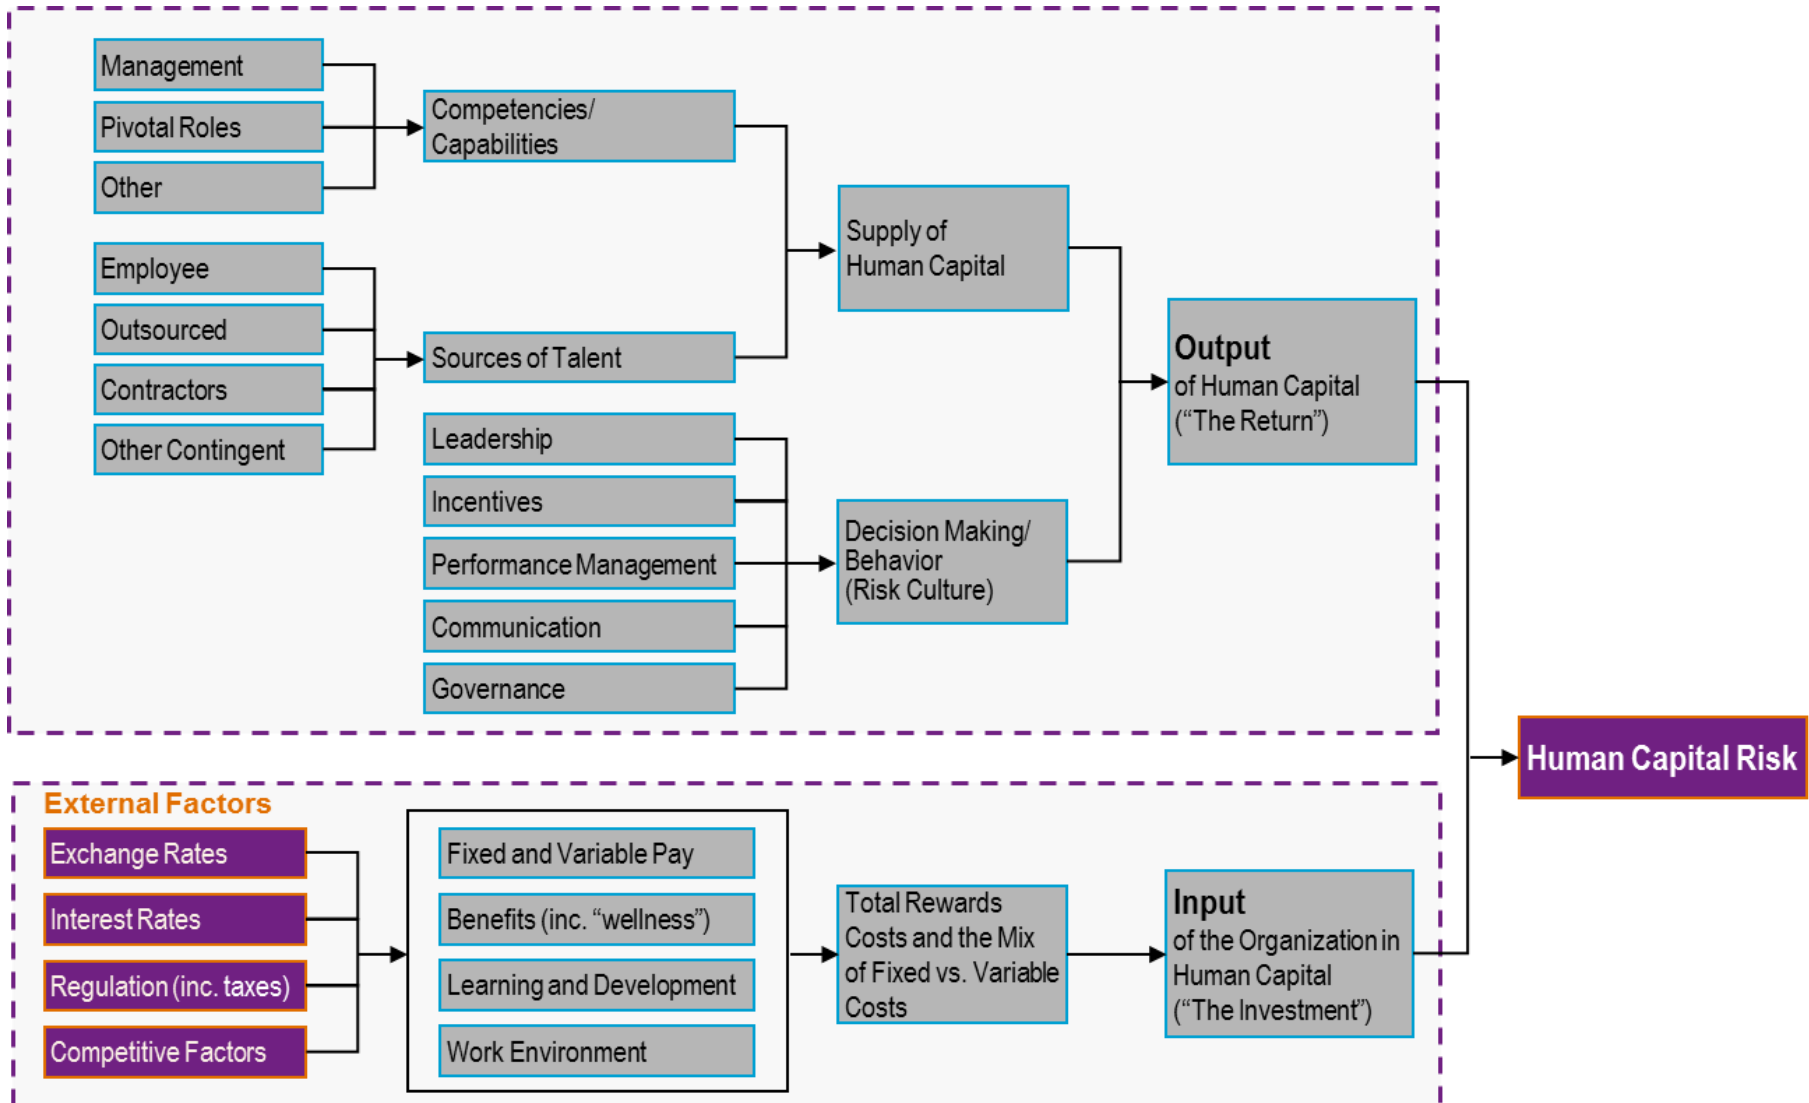 Management
Pivotal Roles
Other
Employee
Outsourced
Contractors
Other Contingent
Competencies/
Capabilities
Sources of Talent
Leadership
Incentives
Performance Management
Communication
Governance
Supply of
Human Capital
Decision Making/
Behavior
(Risk Culture)
Output
of Human Capital
(“The Return”)
Human Capital Risk
External Factors
Exchange Rates
Interest Rates
Regulation (inc. taxes)
Competitive Factors
Fixed and Variable Pay
Benefits (inc. “wellness”)
Learning and Development
Work Environment
Total Rewards
Costs and the Mix
of Fixed vs. Variable
Costs
Input
of the Organization in
Human Capital
(“The Investment”)